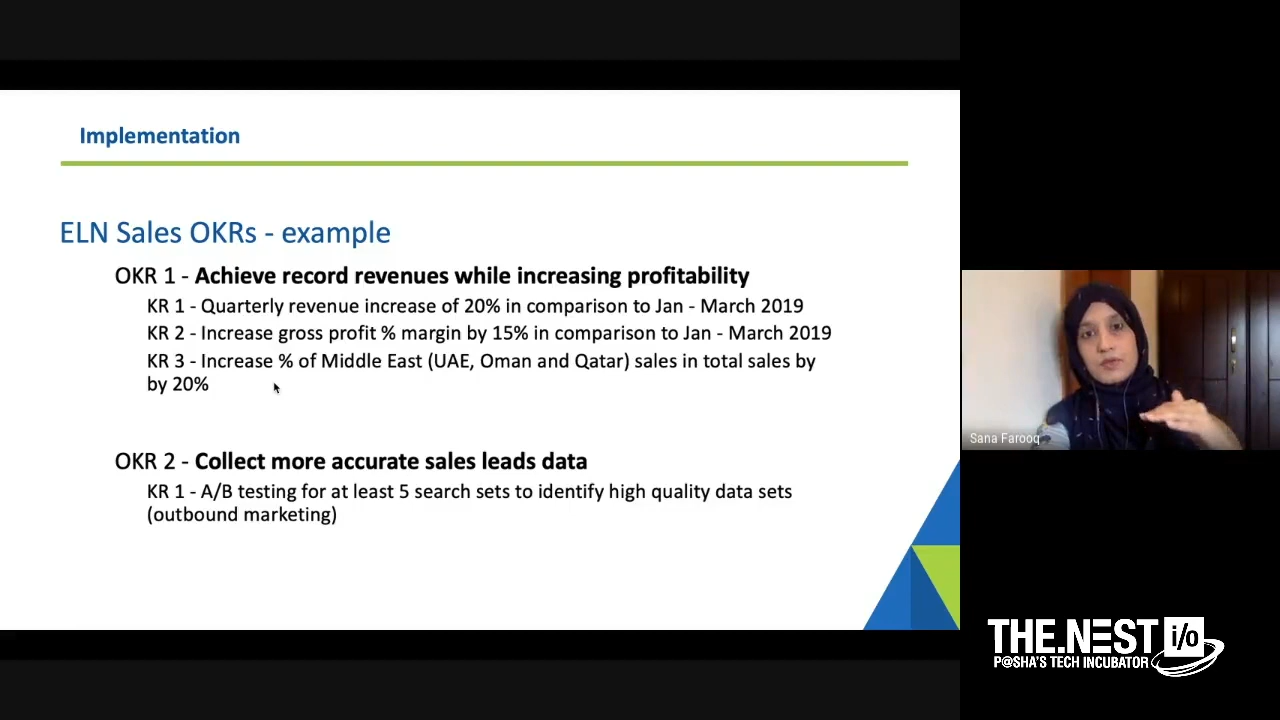 Implementation
ELN Sales OKRs - example
OKR 1 - Achieve record revenues while increasing profitability
KR 1 - Quarterly revenue increase of 20% in comparison to Jan - March 2019
KR 2 - Increase gross profit % margin by 15% in comparison to Jan - March 2019
KR 3 - Increase % of Middle East (UAE, Oman and Qatar) sales in total sales by
by 20%
OKR 2 - Collect more accurate sales leads data
KR 1 - A/B testing for at least 5 search sets to identify high quality data sets
(outbound marketing)
Sana Farooq
THE.NEST i/o
P@SHA'S TECH INCUBATOR